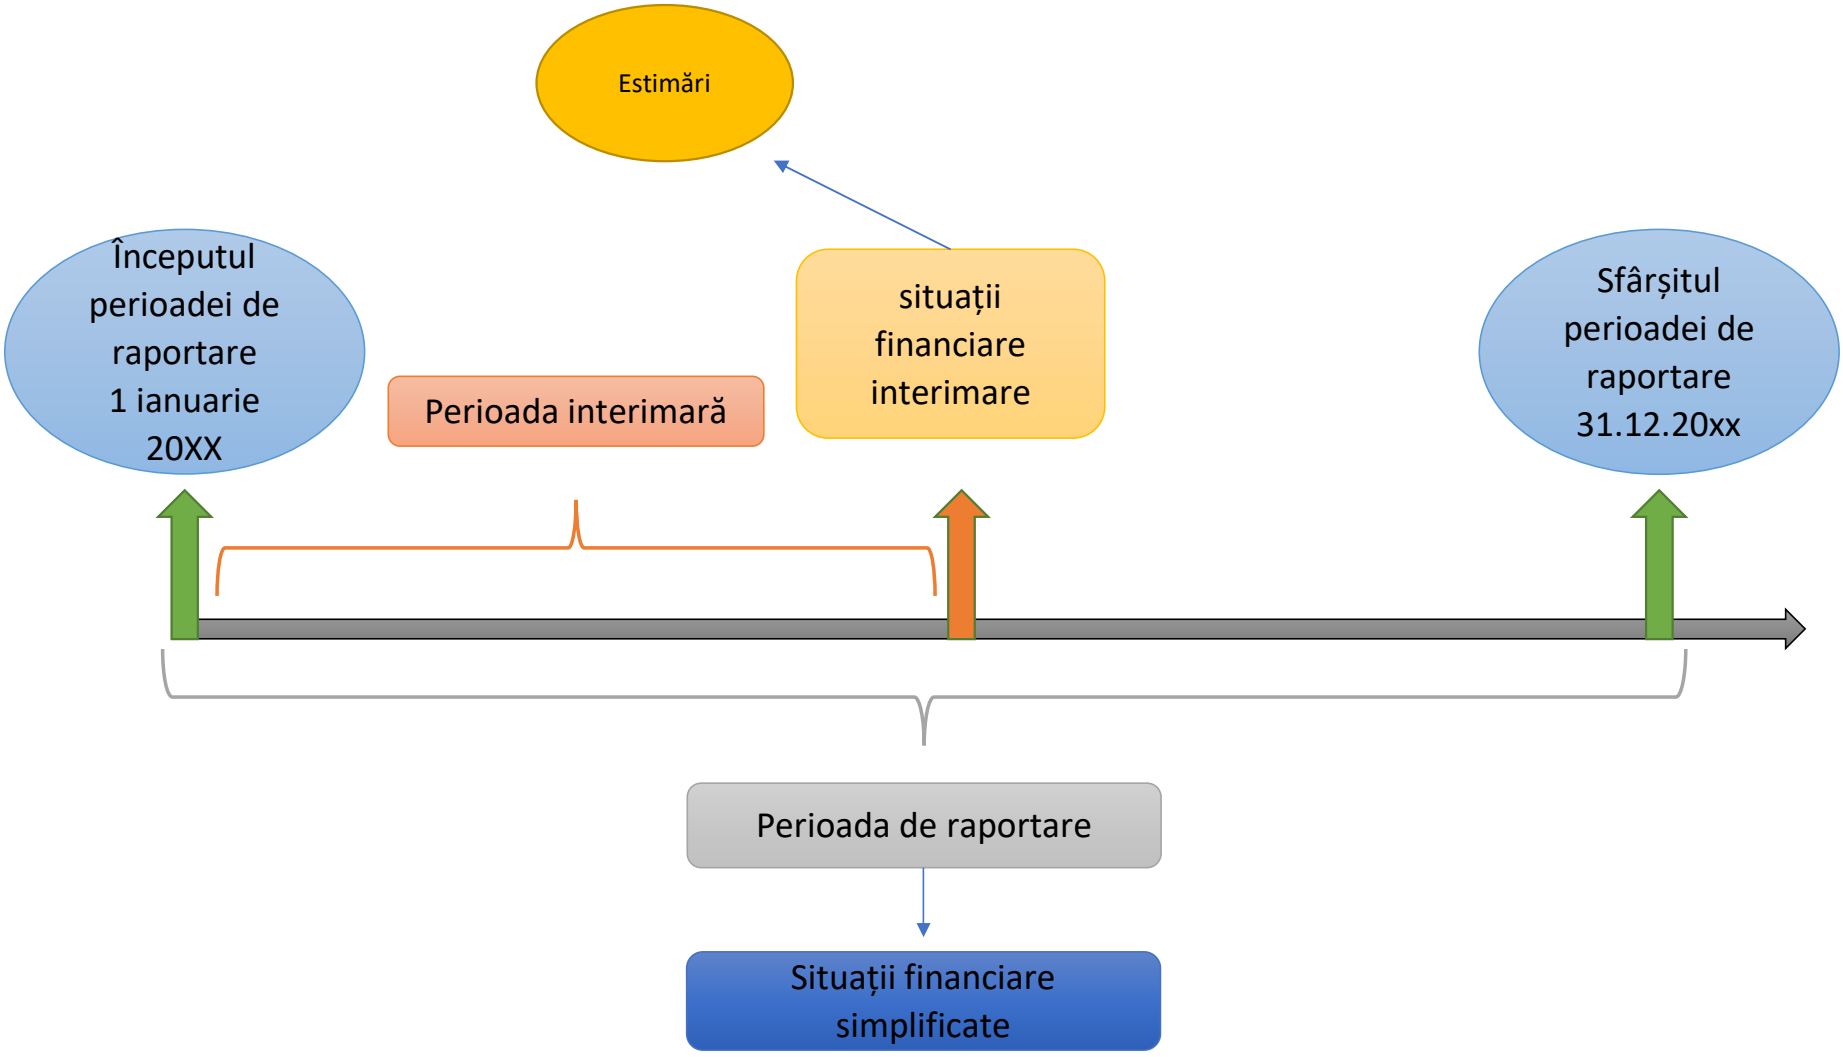 Estimări
Începutul
perioadei de
raportare
1 ianuarie
20XX
Perioada interimară
situații
financiare
interimare
Sfârșitul
perioadei de
raportare
31.12.20xx
Perioada de raportare
Situații financiare
simplificate